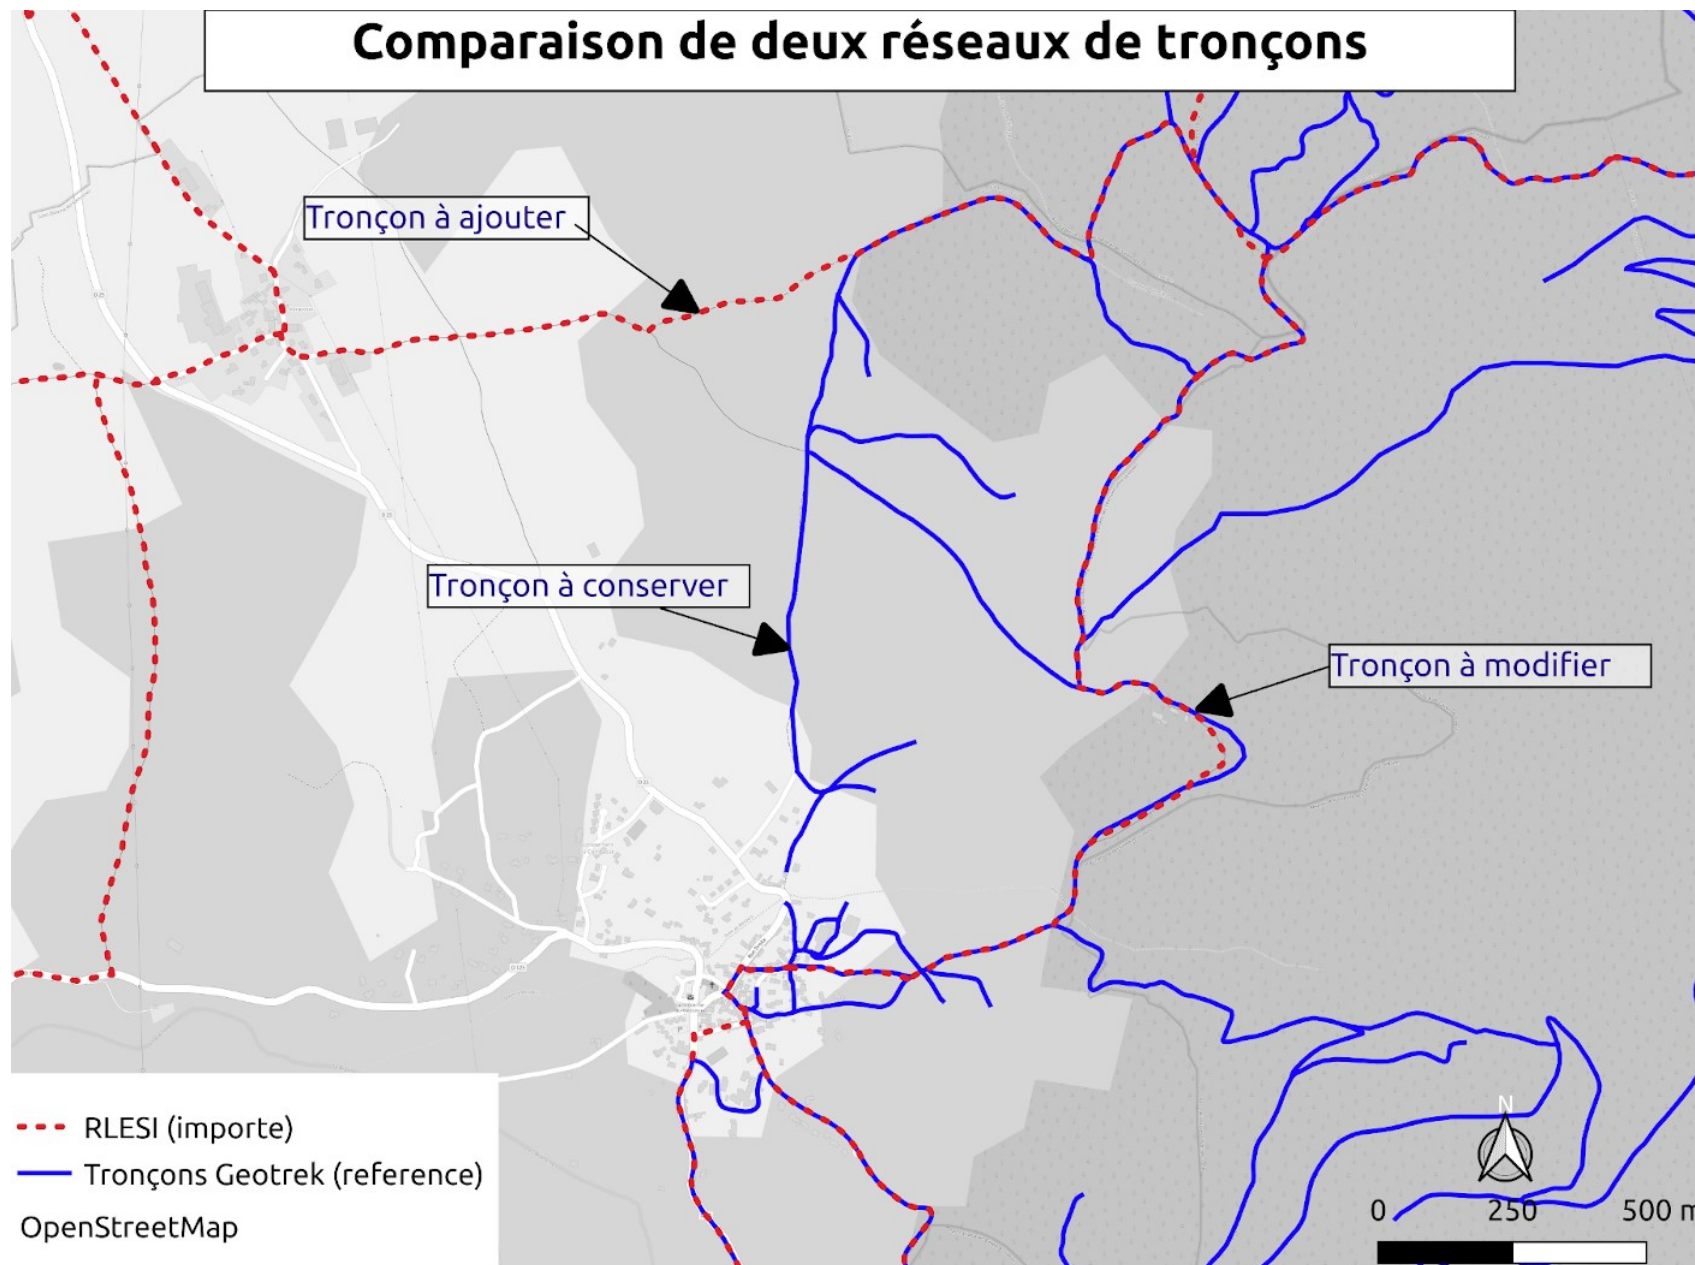 Comparaison de deux réseaux de tronçons
Tronçon à ajouter
Tronçon à conserver
Tronçon à modifier
RLESI (importe)
Tronçons Geotrek (reference)
OpenStreetMap
N
0 250 500 m